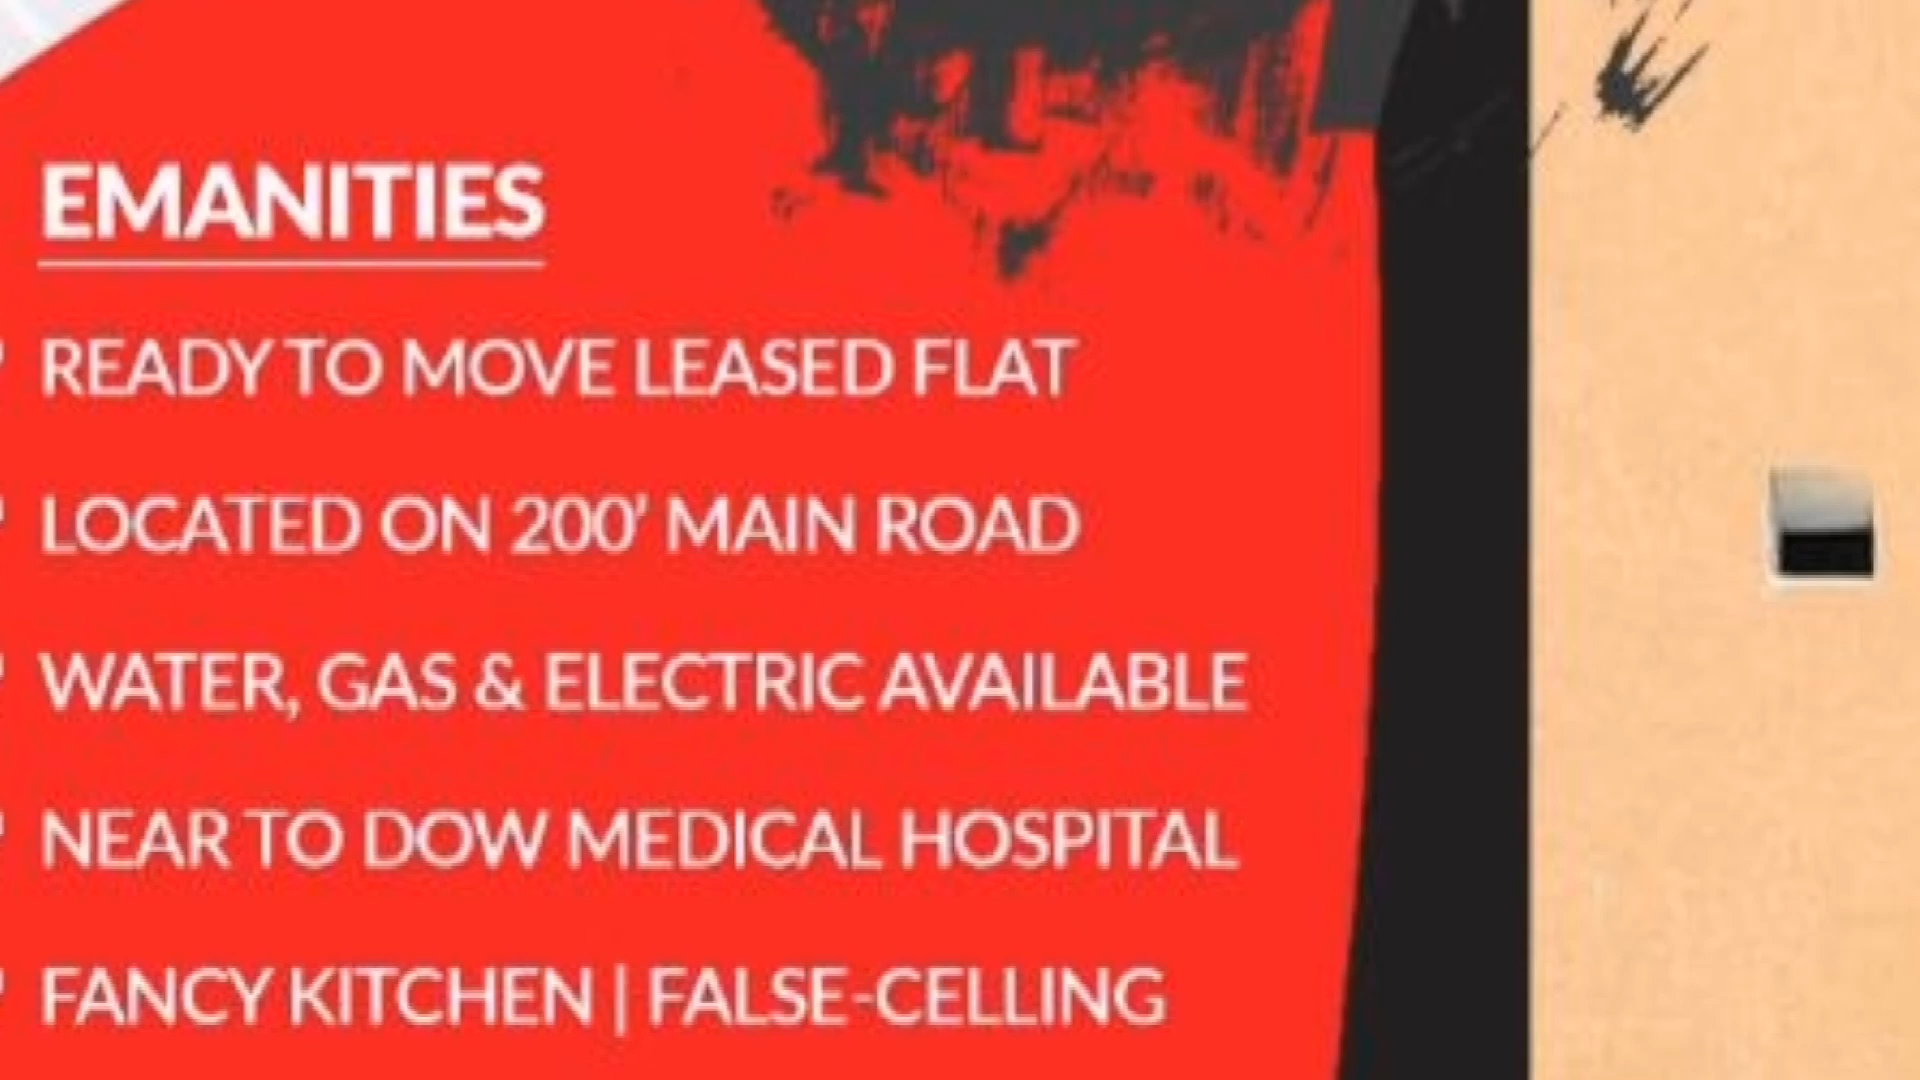 EMANITIES
READY TO MOVE LEASED FLAT
LOCATED ON 200' MAIN ROAD
WATER, GAS & ELECTRIC AVAILABLE
NEAR TO DOW MEDICAL HOSPITAL
FANCY KITCHEN | FALSE-CELLING